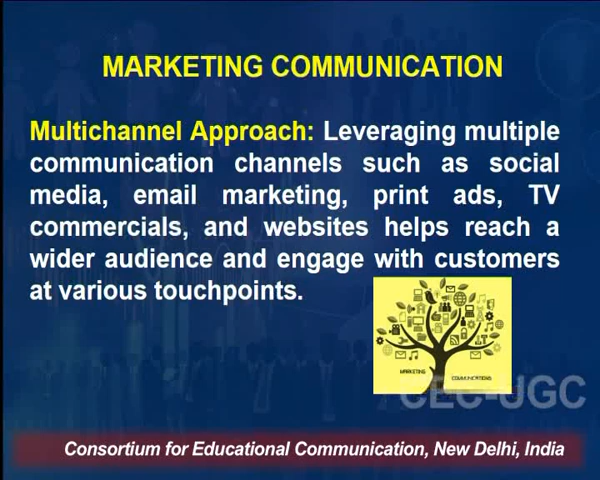 MARKETING COMMUNICATION
Multichannel Approach: Leveraging multiple
communication channels such as social
media, email marketing, print ads, TV
commercials, and websites helps reach a
wider audience and engage with customers
at various touchpoints.
MARKETING
COMMUNICATIONS
CEC-UGC
Consortium for Educational Communication, New Delhi, India